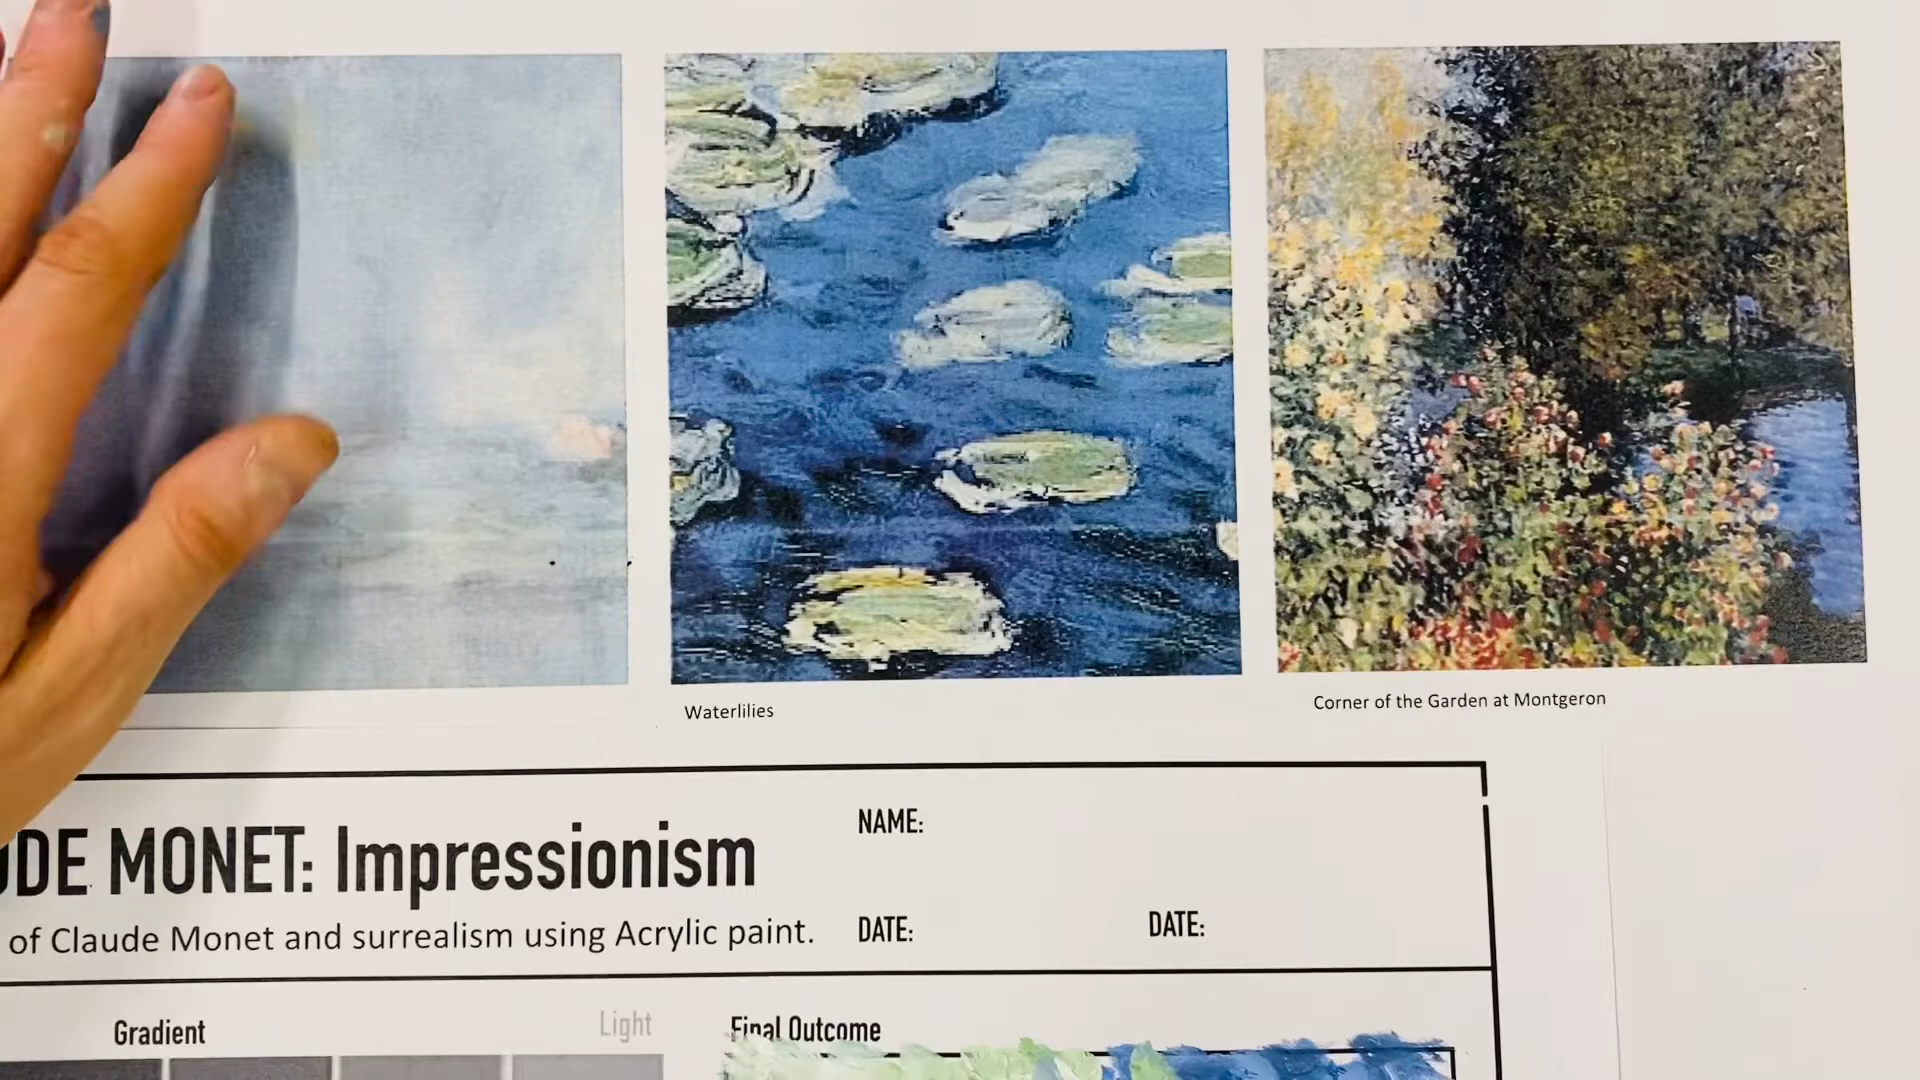 Waterlilies
Corner of the Garden at Montgeron
DE MONET: Impressionism
of Claude Monet and surrealism using Acrylic paint.
NAME:
DATE:
DATE:
Gradient
Light
Final Outcome